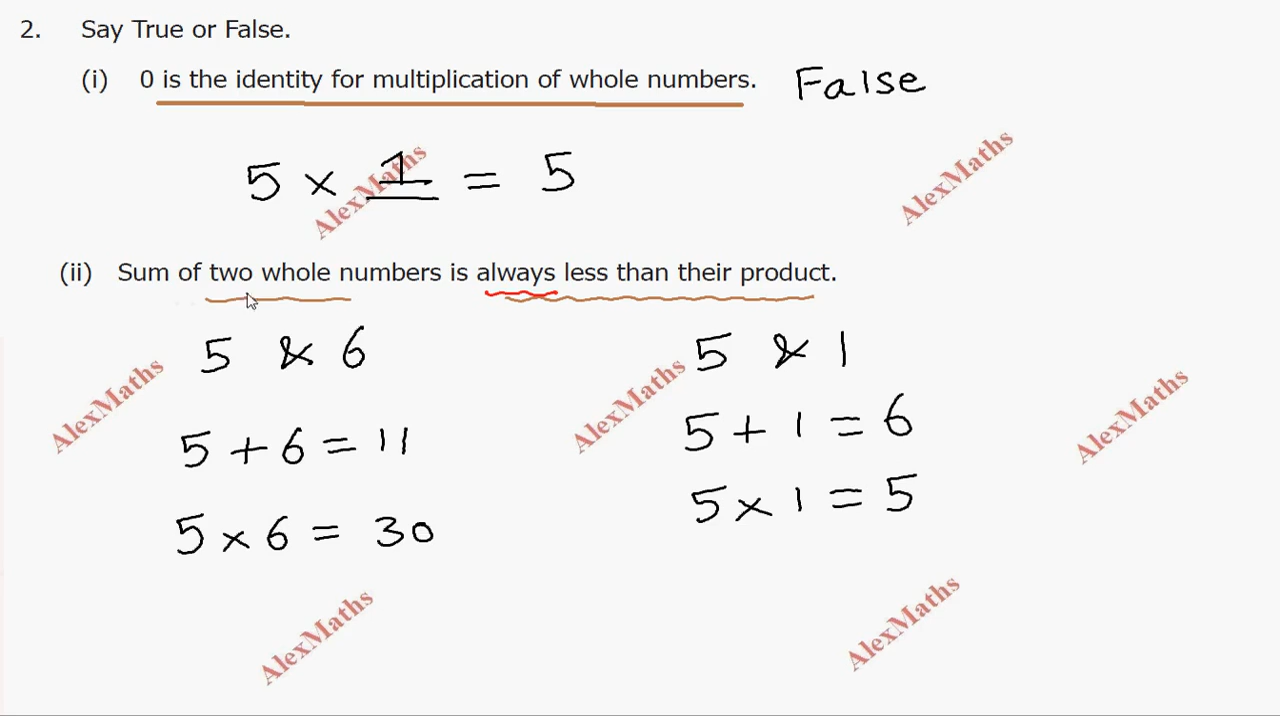 2. Say True or False.
(i) 0 is the identity for multiplication of whole numbers. False
5 × 1 = 5
AlexMaths
AlexMaths
(ii) Sum of two whole numbers is always less than their product.
5 & 6
5 & 1
AlexMaths
AlexMaths
AlexMaths
5 + 6 = 11
5 + 1 = 6
5 × 6 = 30
5 × 1 = 5
AlexMaths
AlexMaths